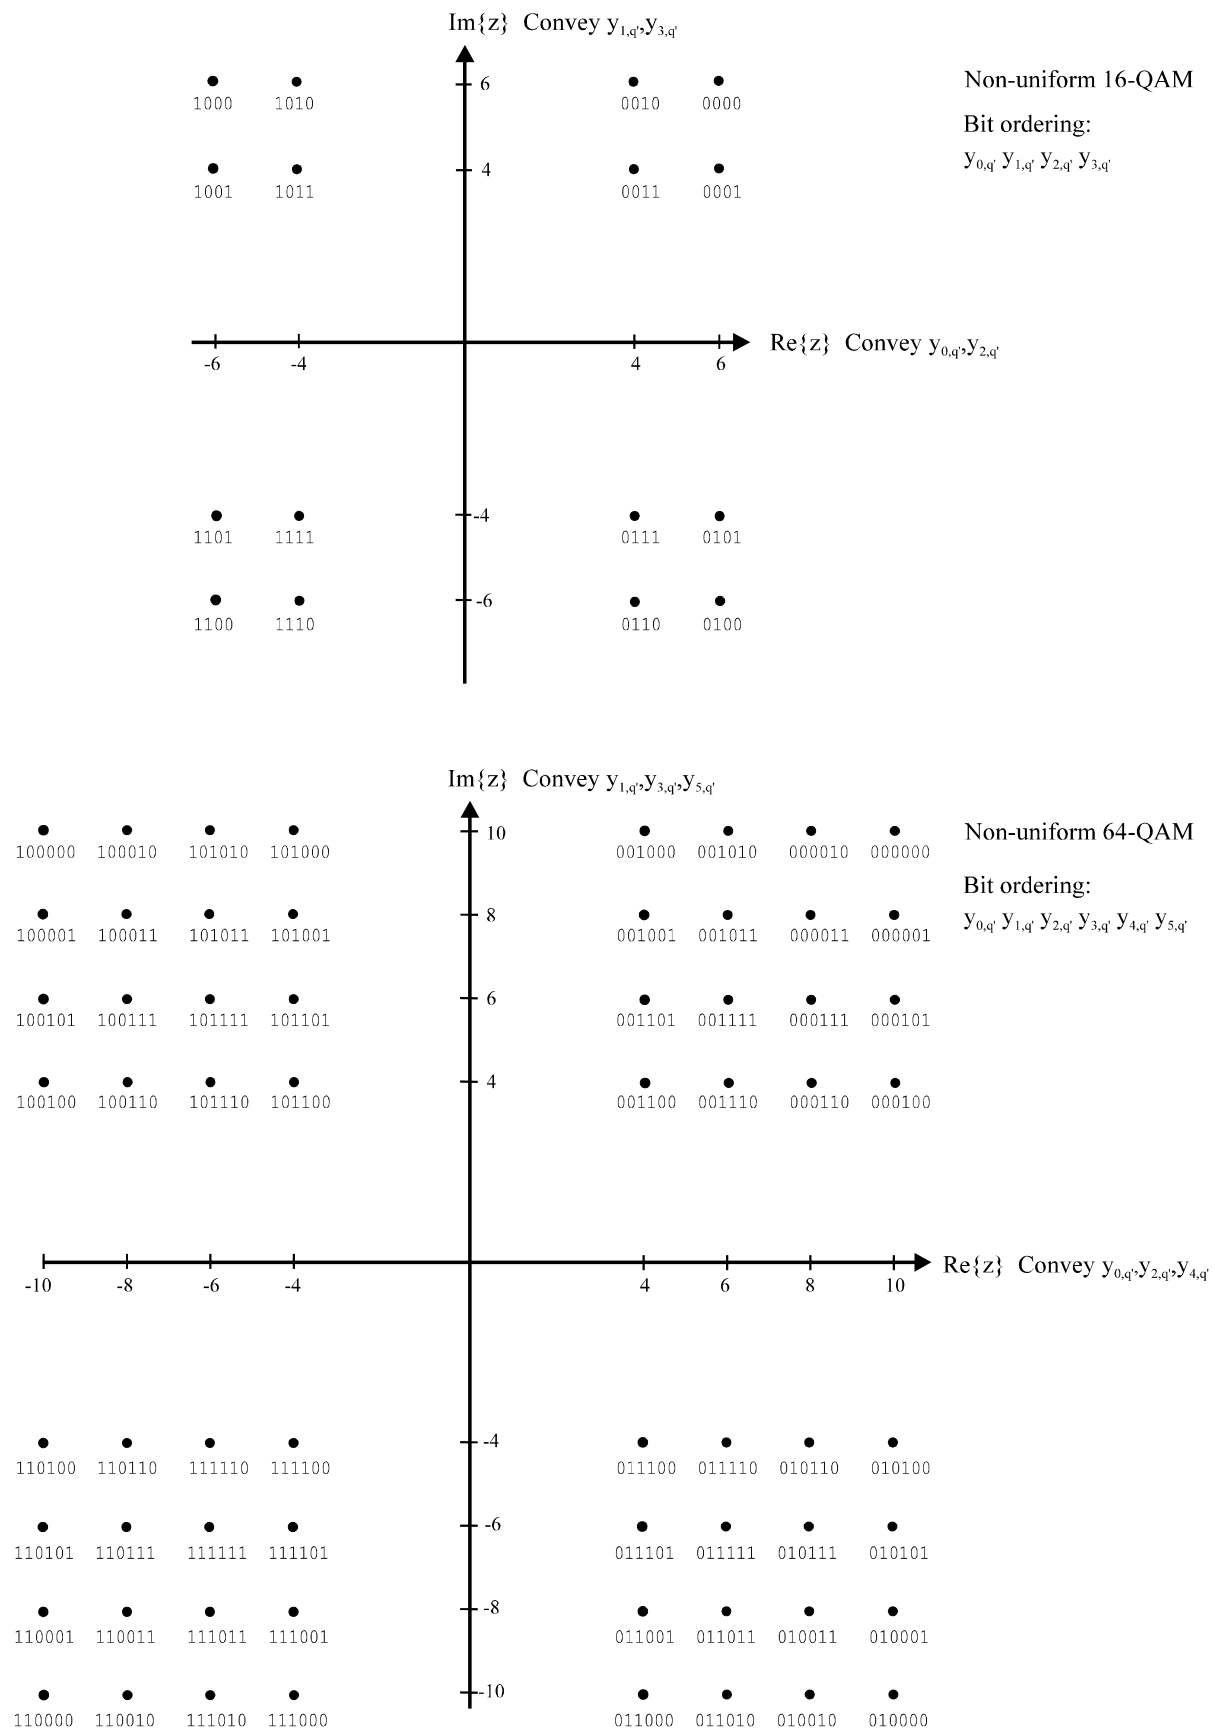 Im{z} Convey y1,q',y3,q'
6
Non-uniform 16-QAM
1000 1010 0010 0000
Bit ordering:
y0,q' y1,q' y2,q' y3,q'
4
1001 1011 0011 0001
Re{z} Convey y0,q',y2,q'
-6 -4 4 6
-4
1101 1111 0111 0101
-6
1100 1110 0110 0100
Im{z} Convey y1,q',y3,q',y5,q'
10
Non-uniform 64-QAM
100000 100010 101010 101000 001000 001010 000010 000000
Bit ordering:
8
y0,q' y1,q' y2,q' y3,q' y4,q' y5,q'
100001 100011 101011 101001 001001 001011 000011 000001
6
100101 100111 101111 101101 001101 001111 000111 000101
4
100100 100110 101110 101100 001100 001110 000110 000100
Re{z} Convey y0,q',y2,q',y4,q'
-10 -8 -6 -4 4 6 8 10
-4
110100 110110 111110 111100 011100 011110 010110 010100
-6
110101 110111 111111 111101 011101 011111 010111 010101
-8
110001 110011 111011 111001 011001 011011 010011 010001
-10
110000 110010 111010 111000 011000 011010 010010 010000